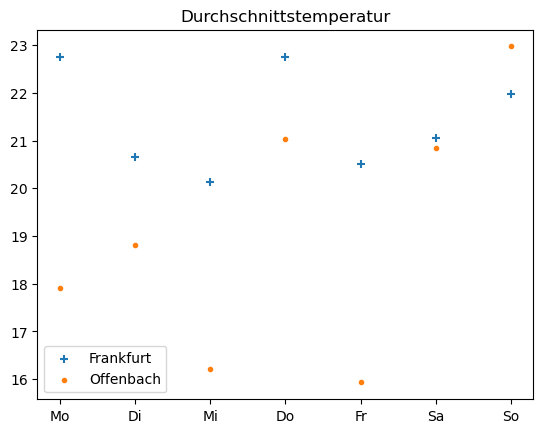 Durchschnittstemperatur
23
22
21
20
19
18
17
16
Frankfurt
Offenbach
Mo Di Mi Do Fr Sa So